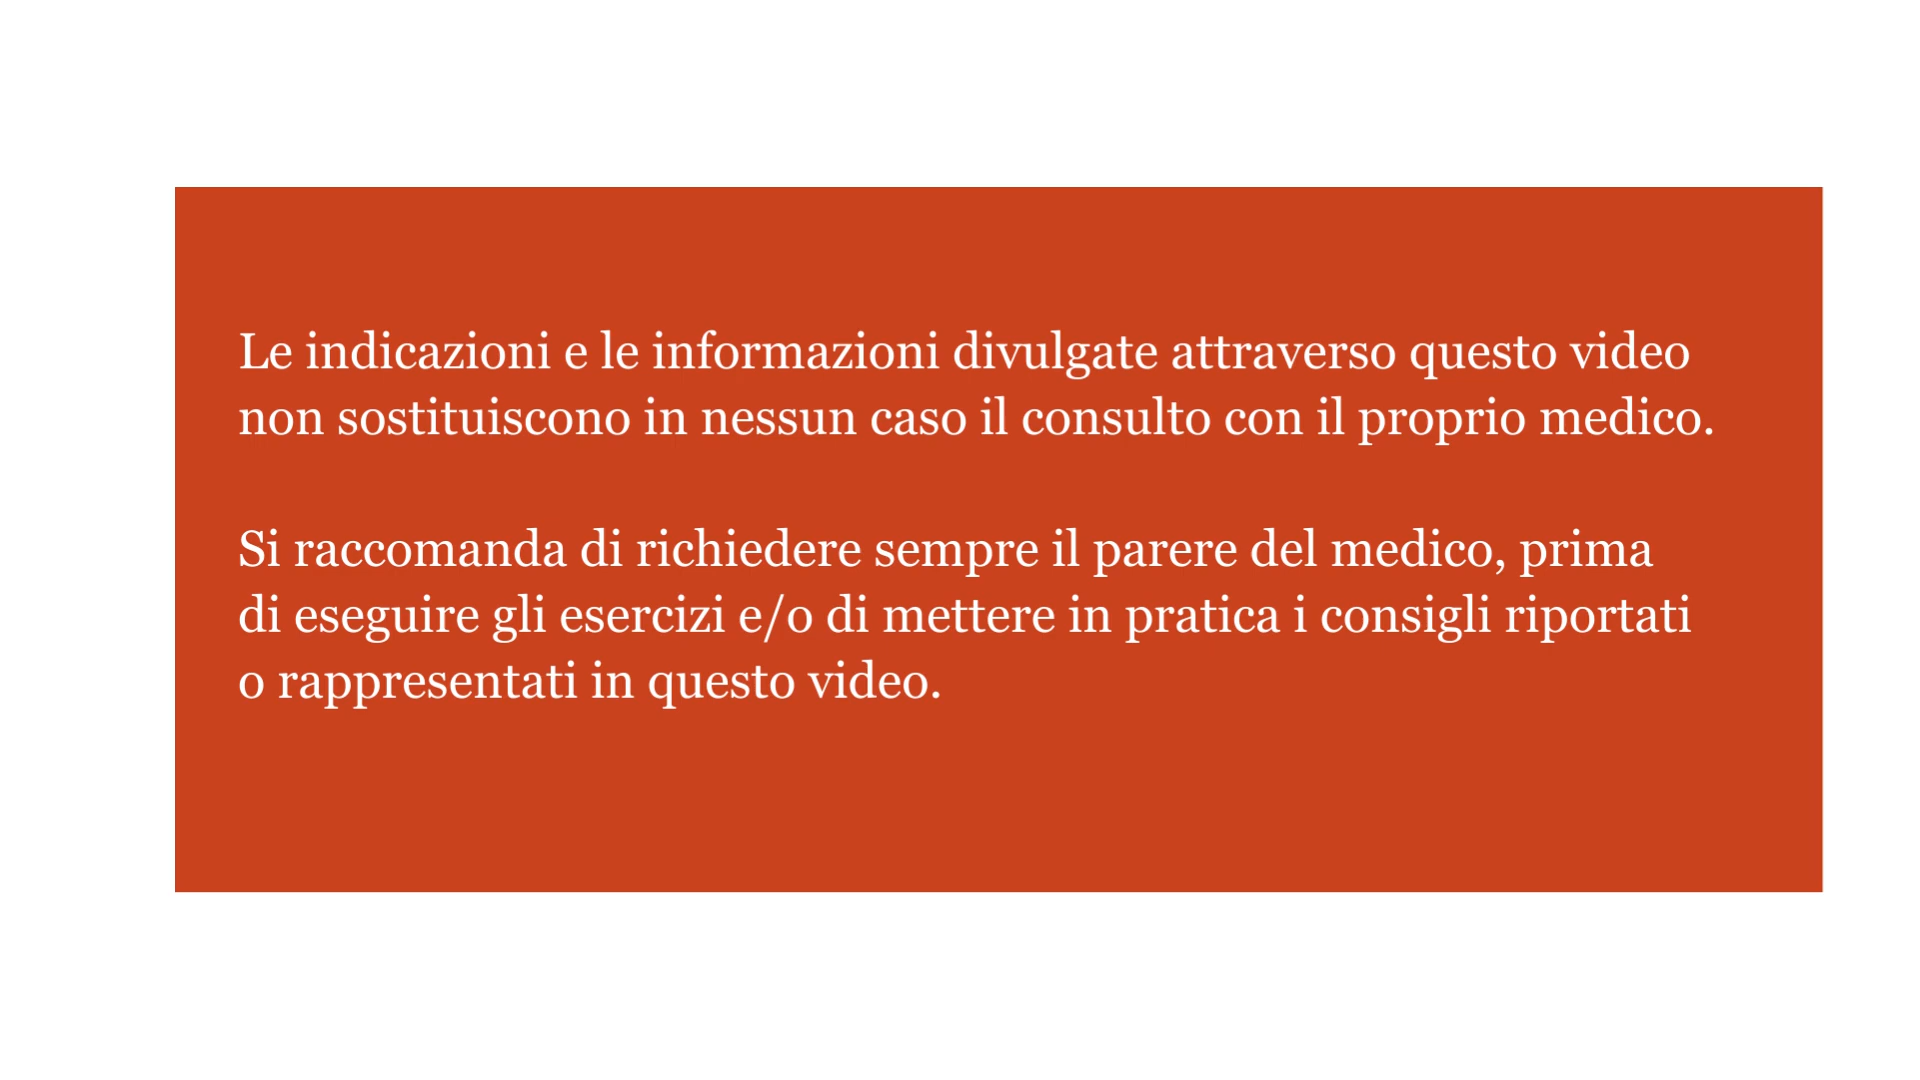 Le indicazioni e le informazioni divulgate attraverso questo video
non sostituiscono in nessun caso il consulto con il proprio medico.
Si raccomanda di richiedere sempre il parere del medico, prima
di eseguire gli esercizi e/o di mettere in pratica i consigli riportati
o rappresentati in questo video.